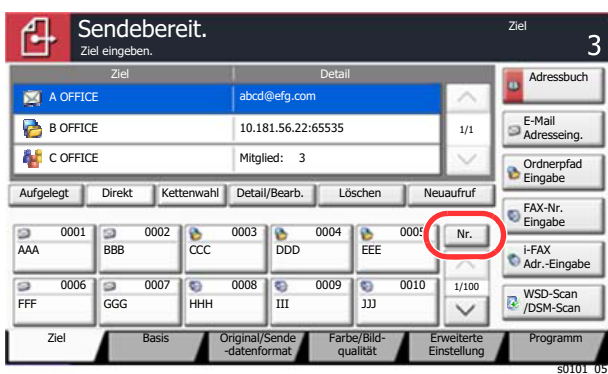 Sendebereit.
Ziel eingeben.
Ziel
3
Ziel Detail
A OFFICE abcd@efg.com
B OFFICE 10.181.56.22:65535 1/1
C OFFICE Mitglied: 3
Adressbuch
E-Mail
Adresseing.
Ordnerpfad
Eingabe
FAX-Nr.
Eingabe
i-FAX
Adr.-Eingabe
WSD-Scan
/DSM-Scan
Aufgelegt Direkt Kettenwahl Detail/Bearb. Löschen Neuaufruf
0001 0002 0003 0004 0005 Nr.
AAA BBB CCC DDD EEE
0006 0007 0008 0009 0010 1/100
FFF GGG HHH III JJJ
Ziel
Basis
Original/Sende
-datenformat
Farbe/Bild-
qualität
Erweiterte
Einstellung
Programm
s0101_05